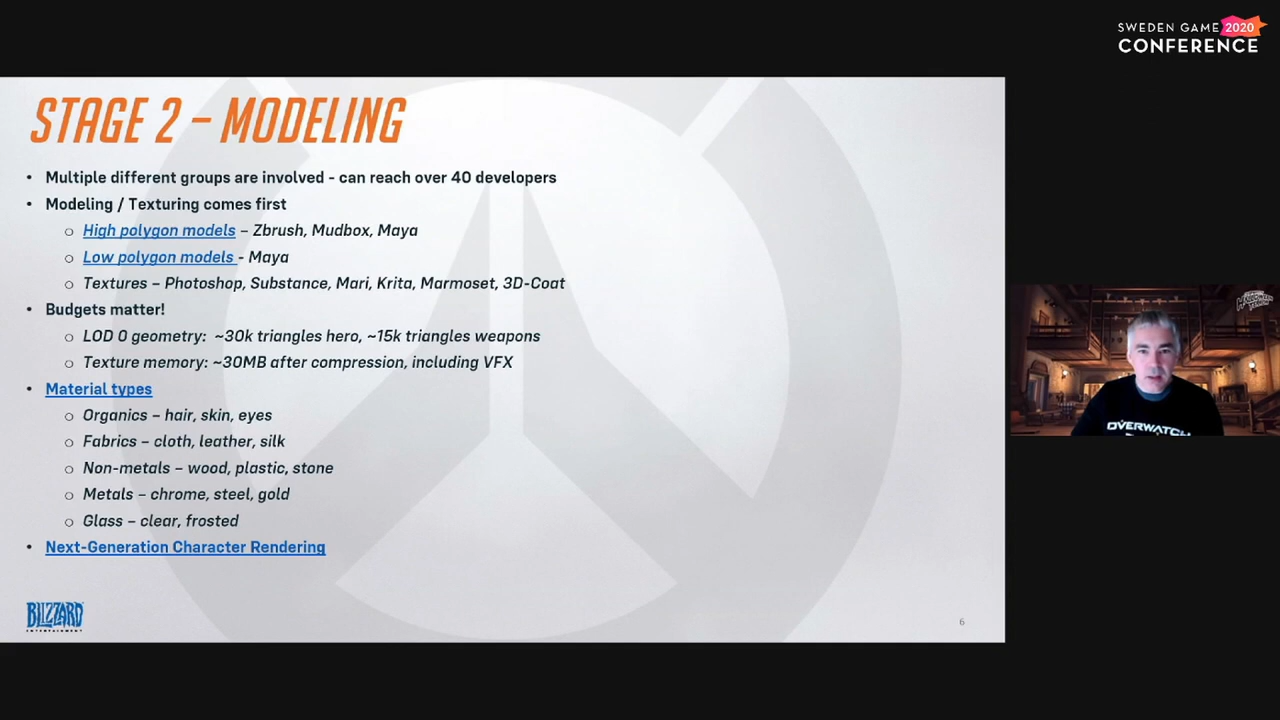 SWEDEN GAME 2020
CONFERENCE
STAGE 2 – MODELING
• Multiple different groups are involved - can reach over 40 developers
• Modeling / Texturing comes first
o High polygon models – Zbrush, Mudbox, Maya
o Low polygon models - Maya
o Textures – Photoshop, Substance, Mari, Krita, Marmoset, 3D-Coat
• Budgets matter!
o LOD 0 geometry: ~30k triangles hero, ~15k triangles weapons
o Texture memory: ~30MB after compression, including VFX
• Material types
o Organics – hair, skin, eyes
o Fabrics – cloth, leather, silk
o Non-metals – wood, plastic, stone
o Metals – chrome, steel, gold
o Glass – clear, frosted
• Next-Generation Character Rendering
BLIZZARD
ENTERTAINMENT
6
OVERWATCH